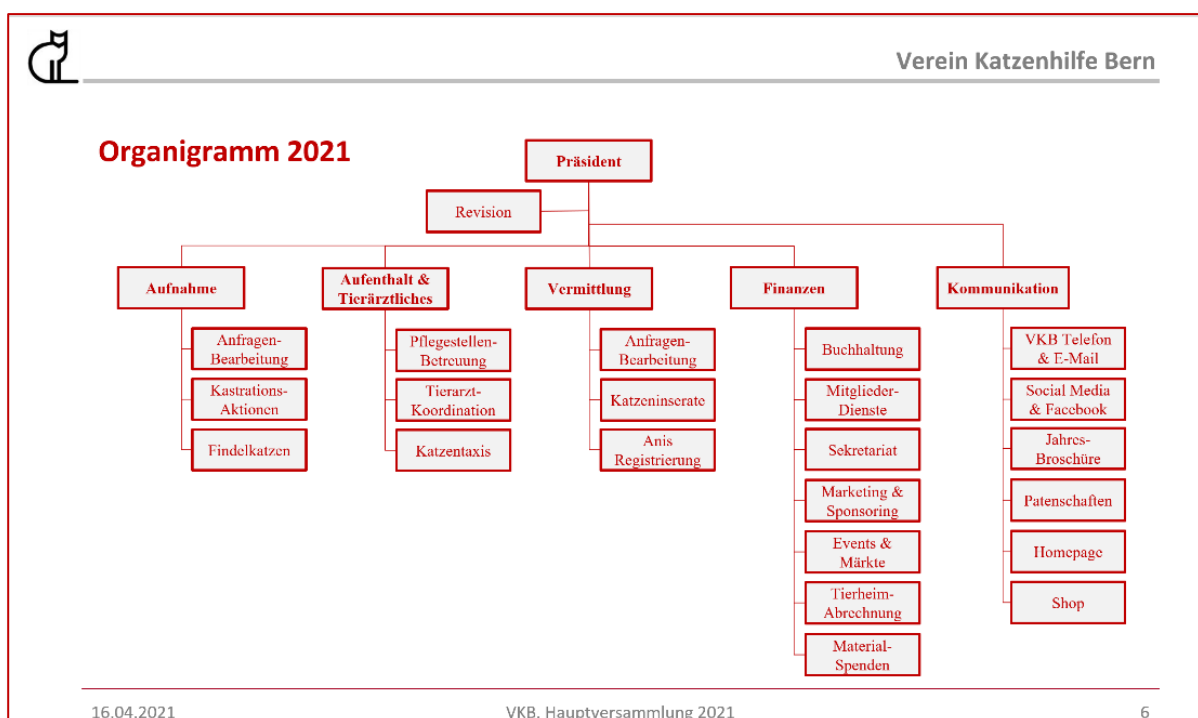 Verein Katzenhilfe Bern
Organigramm 2021
Präsident
Revision
Aufnahme
Anfragen-
Bearbeitung
Kastrations-
Aktionen
Findelkatzen
Aufenthalt &
Tierärztliches
Pflegestellen-
Betreuung
Tierarzt-
Koordination
Katzentaxis
Vermittlung
Anfragen-
Bearbeitung
Katzeninserate
Anis
Registrierung
Finanzen
Buchhaltung
Mitglieder-
Dienste
Sekretariat
Marketing &
Sponsoring
Events &
Märkte
Tierheim-
Abrechnung
Material-
Spenden
Kommunikation
VKB Telefon
& E-Mail
Social Media
& Facebook
Jahres-
Broschüre
Patenschaften
Homepage
Shop
16.04.2021
VKB, Hauptversammlung 2021
6